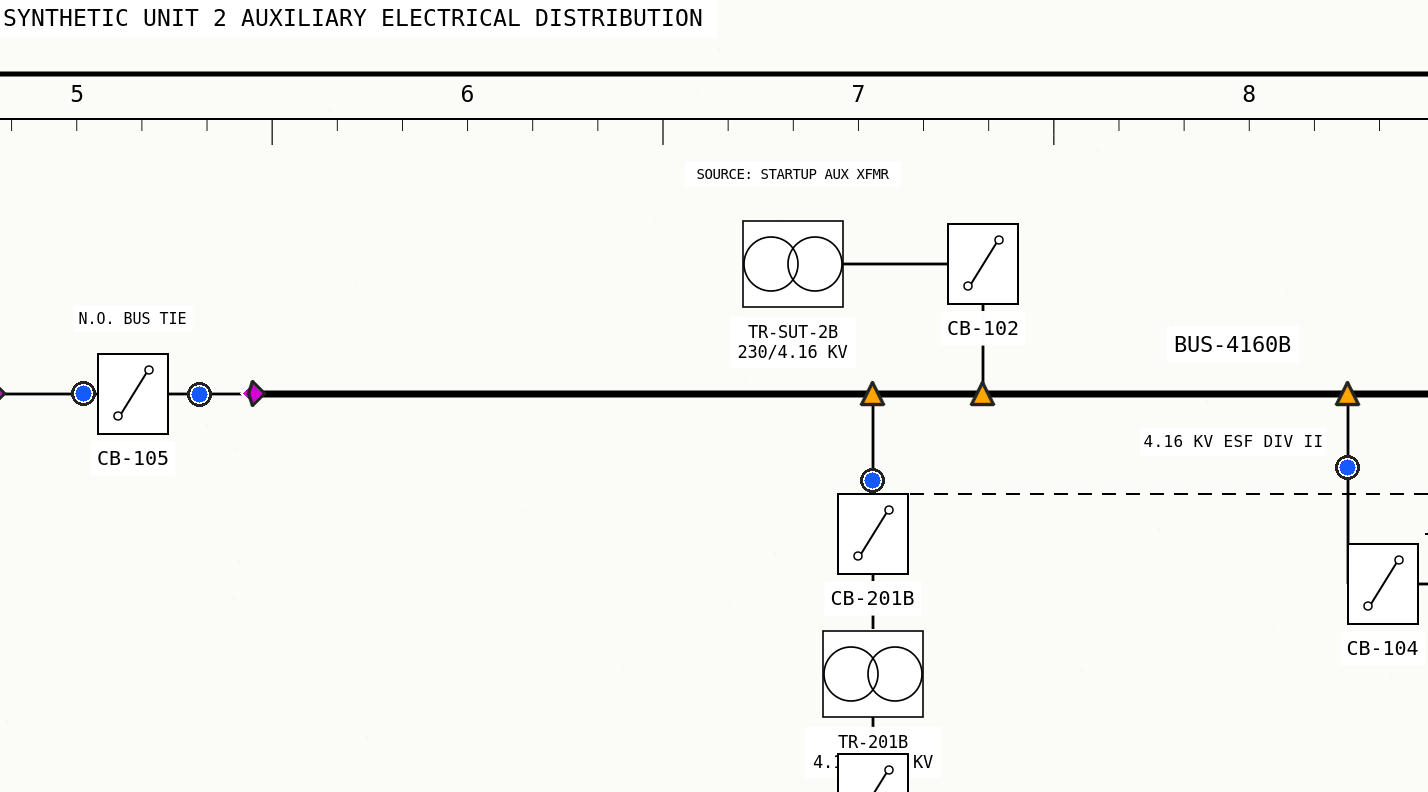 SYNTHETIC UNIT 2 AUXILIARY ELECTRICAL DISTRIBUTION
5 6 7 8
SOURCE: STARTUP AUX XFMR
N.O. BUS TIE
TR-SUT-2B
230/4.16 KV
CB-102
BUS-4160B
CB-105
4.16 KV ESF DIV II
CB-201B
CB-104
TR-201B
KV